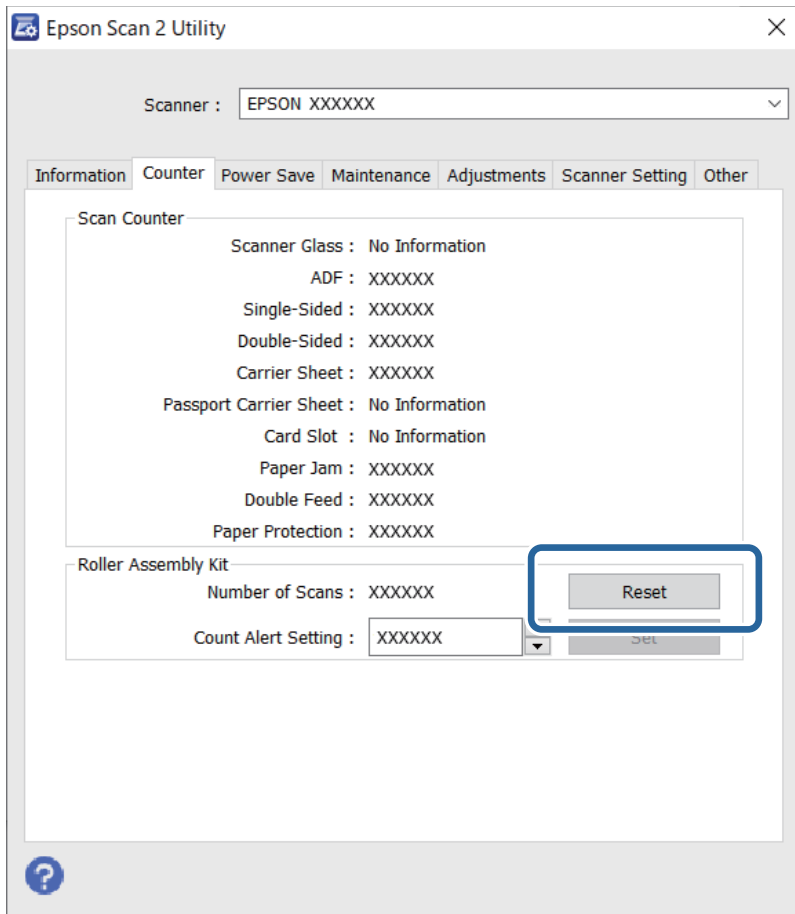 Epson Scan 2 Utility
Scanner : EPSON XXXXXX
Information Counter Power Save Maintenance Adjustments Scanner Setting Other
Scan Counter
Scanner Glass : No Information
ADF : XXXXXX
Single-Sided : XXXXXX
Double-Sided : XXXXXX
Carrier Sheet : XXXXXX
Passport Carrier Sheet : No Information
Card Slot : No Information
Paper Jam : XXXXXX
Double Feed : XXXXXX
Paper Protection : XXXXXX
Roller Assembly Kit
Number of Scans : XXXXXX Reset
Count Alert Setting : XXXXXX Set
?